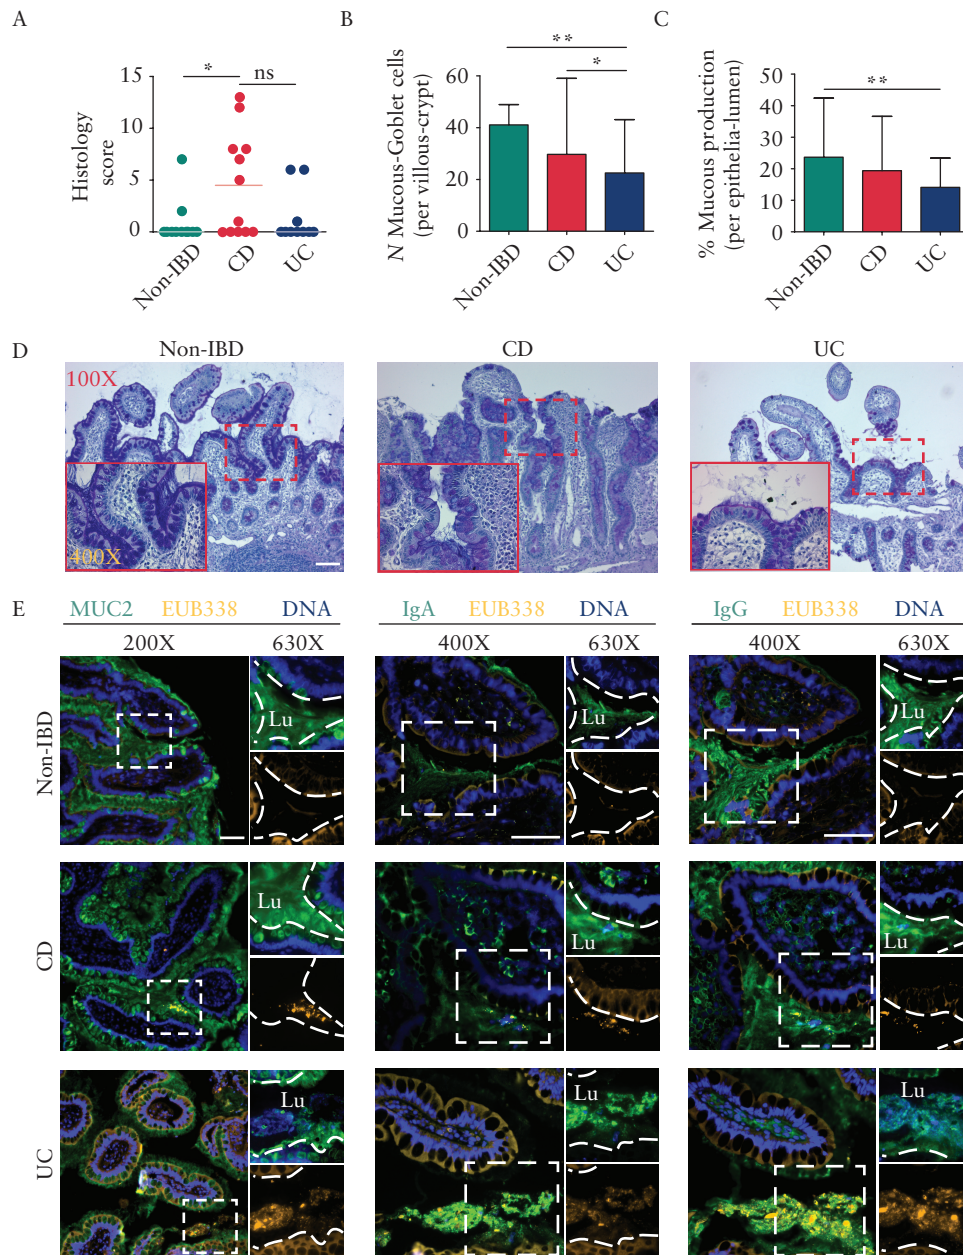 A
B
C
Histology score
15
10
5
0
*
ns
Non-IBD
CD
UC
N Mucous-Goblet cells (per villous-crypt)
60
40
20
0
**
*
Non-IBD
CD
UC
% Mucous production (per epithelia-lumen)
50
40
30
20
10
0
**
Non-IBD
CD
UC
D
Non-IBD
CD
UC
100X
400X
E
MUC2 EUB338 DNA
IgA EUB338 DNA
IgG EUB338 DNA
200X 630X
400X 630X
400X 630X
Non-IBD
Lu
Lu
Lu
CD
Lu
Lu
Lu
UC
Lu
Lu
Lu